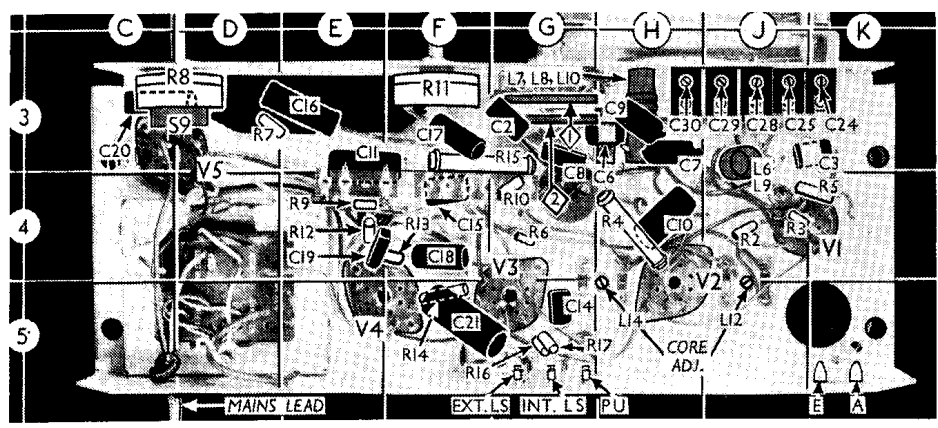 C D E F G H J K
3
4
5
R8
S9
C20
V5
C16
R7
R11
C17
C11
R15
L7, L8, L10
C2
C9
1
C8
C6
C7
C30 C29 C28 C25 C24
L6
L9
C3
R5
R9
R12
C19
R13
C15
C18
R10
2
R6
R4
C10
R2
R3
V1
V3
V2
V4
R14
C21
C14
R16
R17
L14
L12
CORE
ADJ.
MAINS LEAD
EXT. LS
INT. LS
PU
E
A